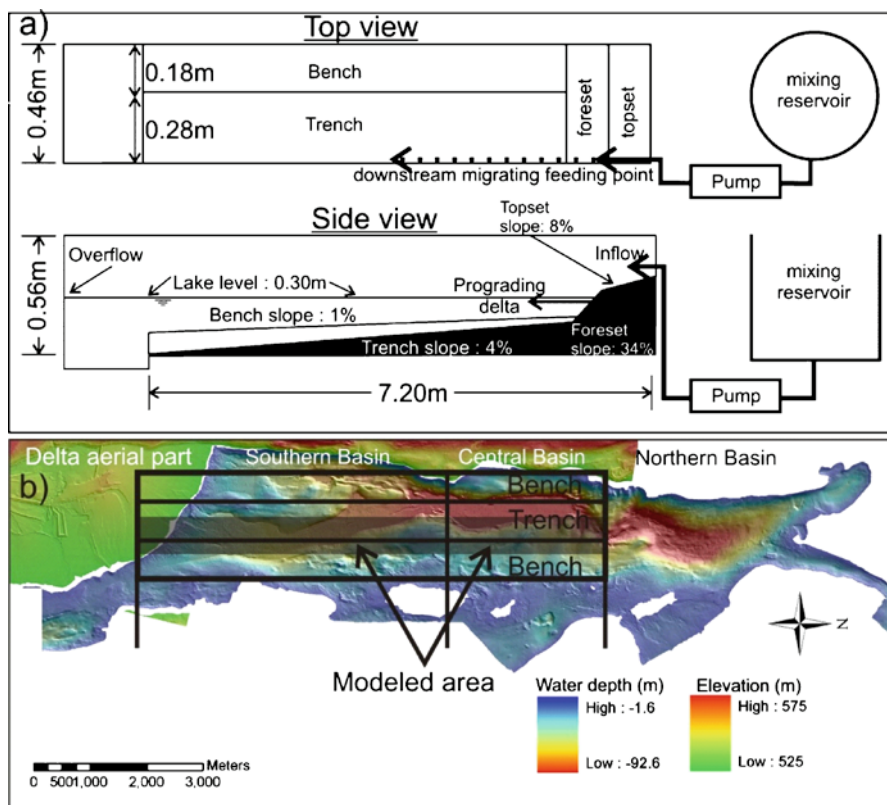 a)
Top view
0.46m
0.18m
Bench
0.28m
Trench
foreset
topset
downstream migrating feeding point
Pump
mixing
reservoir
Side view
Topset
slope: 8%
Overflow
Inflow
Lake level : 0.30m
Prograding
delta
0.56m
Bench slope : 1%
Trench slope : 4%
Foreset
slope: 34%
7.20m
Pump
mixing
reservoir
b)
Delta aerial part
Southern Basin
Central Basin
Northern Basin
Bench
Trench
Bench
Modeled area
N
Water depth (m)
High : -1.6
Low : -92.6
Elevation (m)
High : 575
Low : 525
Meters
0 500 1,000 2,000 3,000